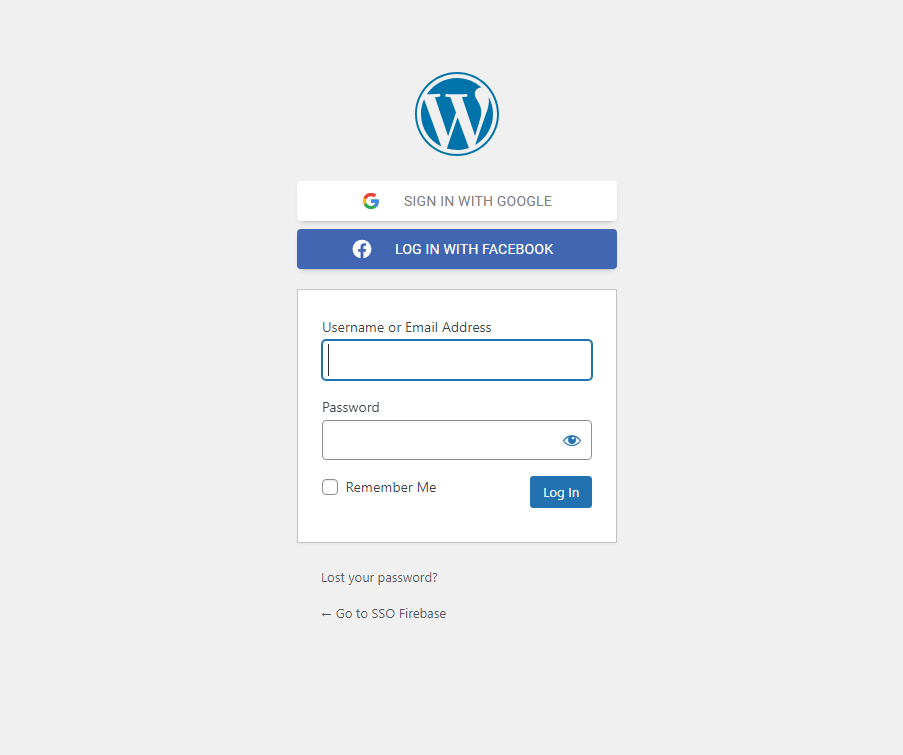 SIGN IN WITH GOOGLE
LOG IN WITH FACEBOOK
Username or Email Address
Password
Remember Me
Log In
Lost your password?
← Go to SSO Firebase